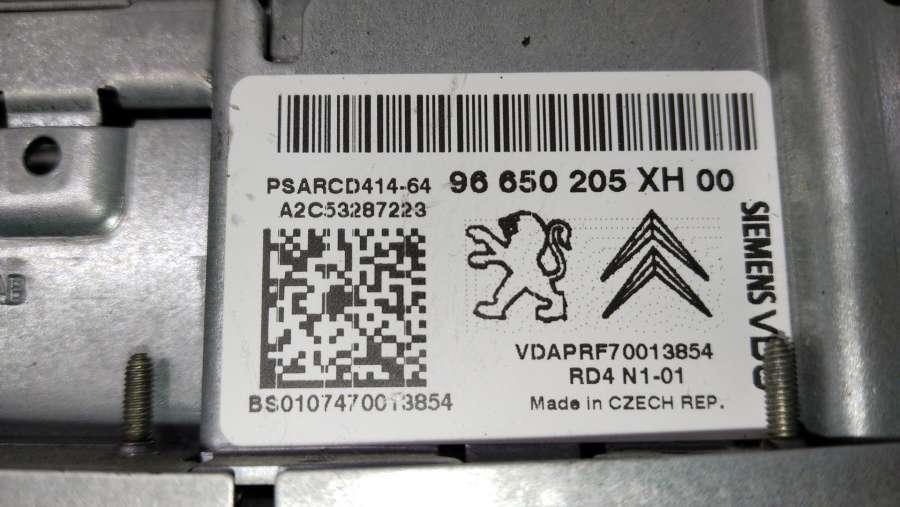 PSARCD414-64 96 650 205 XH 00
A2C53287223
SIEMENS VDO
VDAPRF70013854
RD4 N1-01
BS0107470013854
Made in CZECH REP.